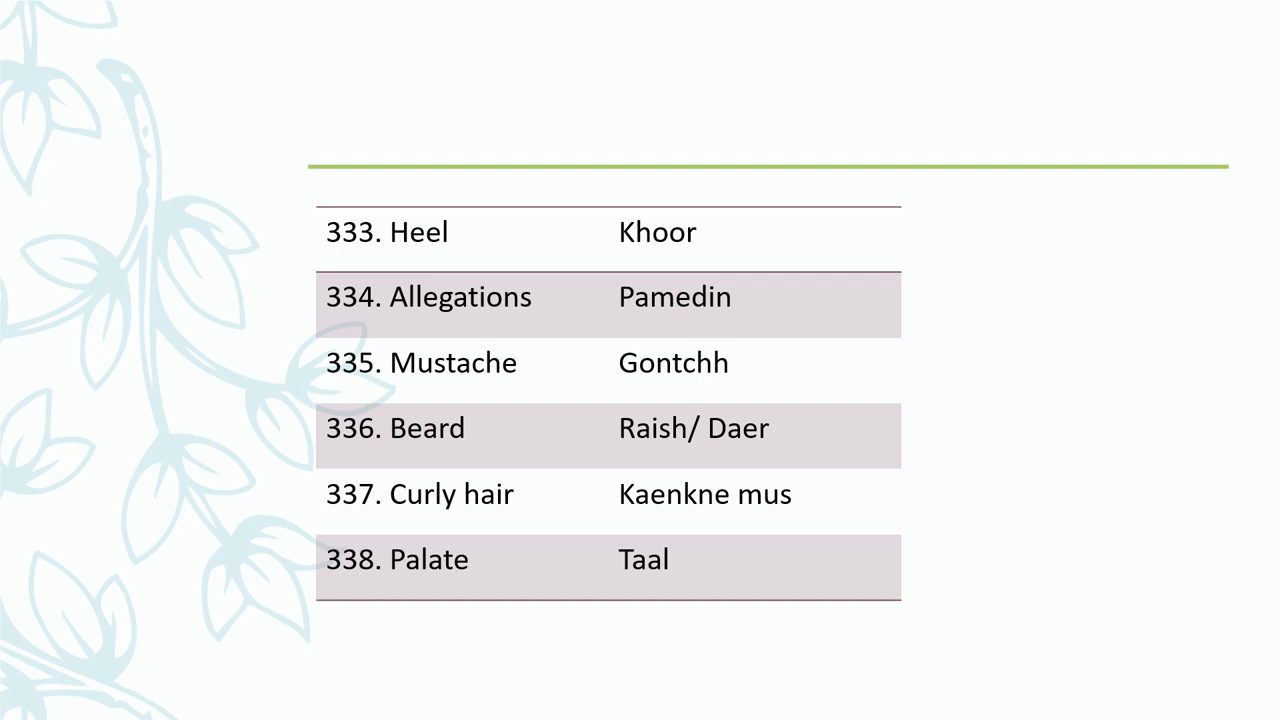 333. Heel Khoor
334. Allegations Pamedin
335. Mustache Gontchh
336. Beard Raish/ Daer
337. Curly hair Kaenkne mus
338. Palate Taal